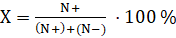 X = N+ / (N+)+(N−) ·100 %